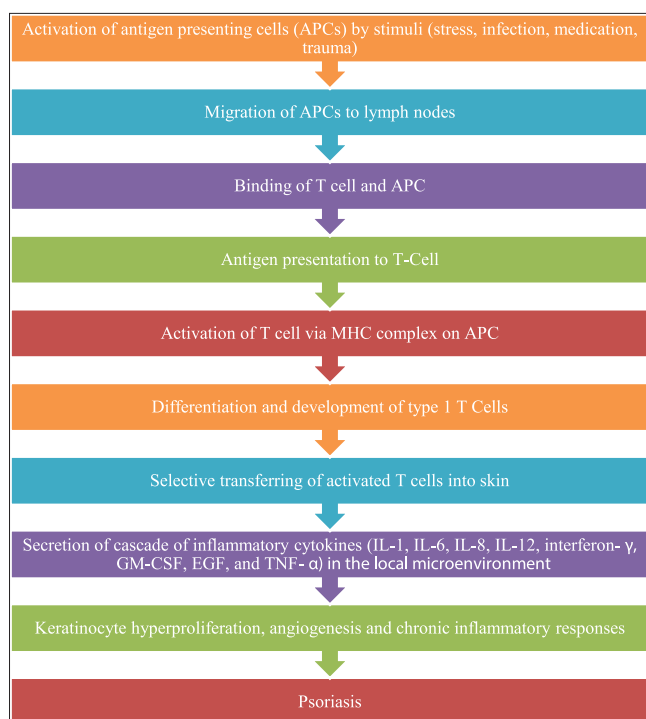 Activation of antigen presenting cells (APCs) by stimuli (stress, infection, medication,
trauma)
Migration of APCs to lymph nodes
Binding of T cell and APC
Antigen presentation to T-Cell
Activation of T cell via MHC complex on APC
Differentiation and development of type 1 T Cells
Selective transferring of activated T cells into skin
Secretion of cascade of inflammatory cytokines (IL-1, IL-6, IL-8, IL-12, interferon- γ,
GM-CSF, EGF, and TNF- α) in the local microenvironment
Keratinocyte hyperproliferation, angiogenesis and chronic inflammatory responses
Psoriasis